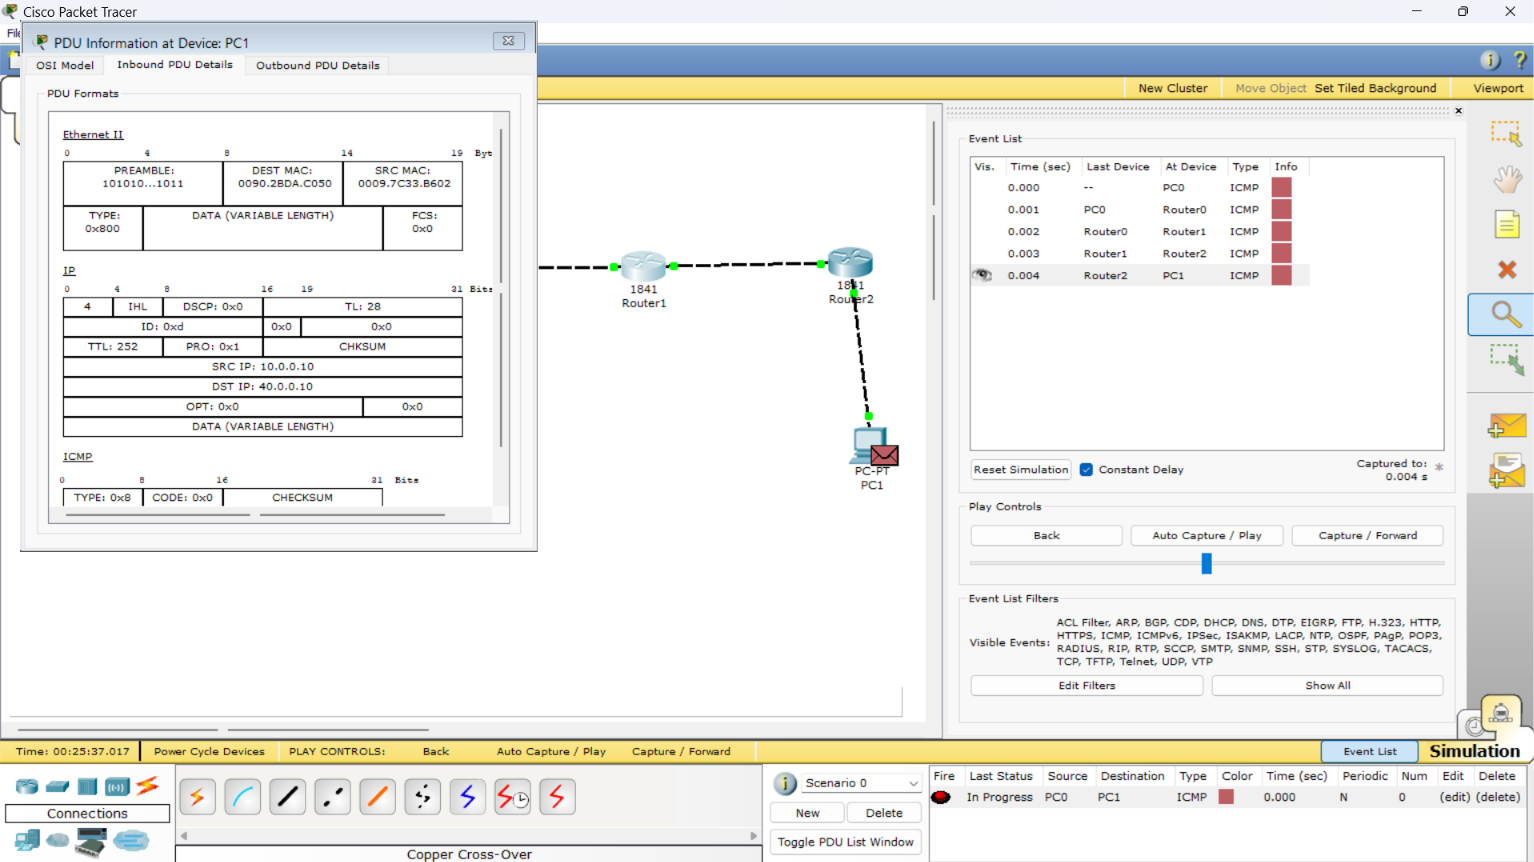 Cisco Packet Tracer
PDU Information at Device: PC1
OSI Model Inbound PDU Details Outbound PDU Details
PDU Formats
Ethernet II
0 4 8 14 19 Byt
PREAMBLE: DEST MAC: SRC MAC:
101010...1011 0090.2BDA.C050 0009.7C33.B602
TYPE: DATA (VARIABLE LENGTH) FCS:
0x800 0x0
IP
0 4 8 16 19 31 Bits
4 IHL DSCP: 0x0 TL: 28
ID: 0xd 0x0 0x0
TTL: 252 PRO: 0x1 CHKSUM
SRC IP: 10.0.0.10
DST IP: 40.0.0.10
OPT: 0x0 0x0
DATA (VARIABLE LENGTH)
ICMP
0 8 16 31 Bits
TYPE: 0x8 CODE: 0x0 CHECKSUM
New Cluster Move Object Set Tiled Background Viewport
1841
Router1
1841
Router2
PC-PT
PC1
Event List
Vis. Time (sec) Last Device At Device Type Info
0.000 -- PC0 ICMP
0.001 PC0 Router0 ICMP
0.002 Router0 Router1 ICMP
0.003 Router1 Router2 ICMP
0.004 Router2 PC1 ICMP
Reset Simulation Constant Delay Captured to: *
0.004 s
Play Controls
Back Auto Capture / Play Capture / Forward
Event List Filters
Visible Events: ACL Filter, ARP, BGP, CDP, DHCP, DNS, DTP, EIGRP, FTP, H.323, HTTP,
HTTPS, ICMP, ICMPv6, IPSec, ISAKMP, LACP, NTP, OSPF, PAgP, POP3,
RADIUS, RIP, RTP, SCCP, SMTP, SNMP, SSH, STP, SYSLOG, TACACS,
TCP, TFTP, Telnet, UDP, VTP
Edit Filters Show All
Time: 00:25:37.017 Power Cycle Devices PLAY CONTROLS: Back Auto Capture / Play Capture / Forward Event List Simulation
Connections
Copper Cross-Over
Scenario 0
New Delete
Toggle PDU List Window
Fire Last Status Source Destination Type Color Time (sec) Periodic Num Edit Delete
In Progress PC0 PC1 ICMP 0.000 N 0 (edit) (delete)